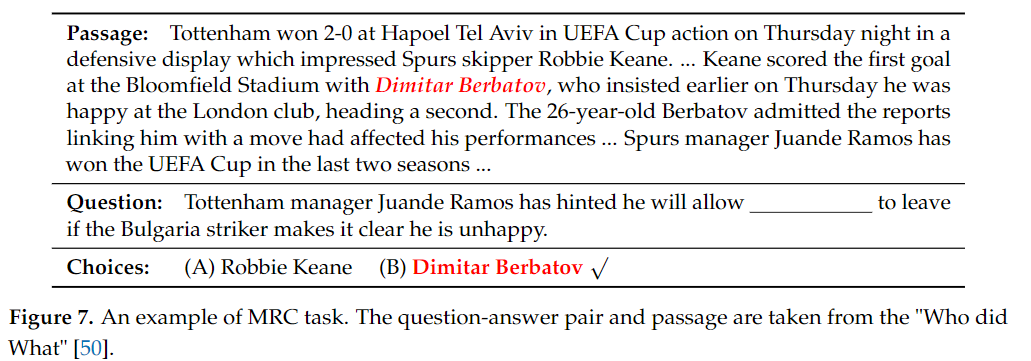 Passage: Tottenham won 2-0 at Hapoel Tel Aviv in UEFA Cup action on Thursday night in a
defensive display which impressed Spurs skipper Robbie Keane. ... Keane scored the first goal
at the Bloomfield Stadium with Dimitar Berbatov, who insisted earlier on Thursday he was
happy at the London club, heading a second. The 26-year-old Berbatov admitted the reports
linking him with a move had affected his performances ... Spurs manager Juande Ramos has
won the UEFA Cup in the last two seasons ...
Question: Tottenham manager Juande Ramos has hinted he will allow ____________ to leave
if the Bulgaria striker makes it clear he is unhappy.
Choices: (A) Robbie Keane (B) Dimitar Berbatov √
Figure 7. An example of MRC task. The question-answer pair and passage are taken from the "Who did
What" [50].